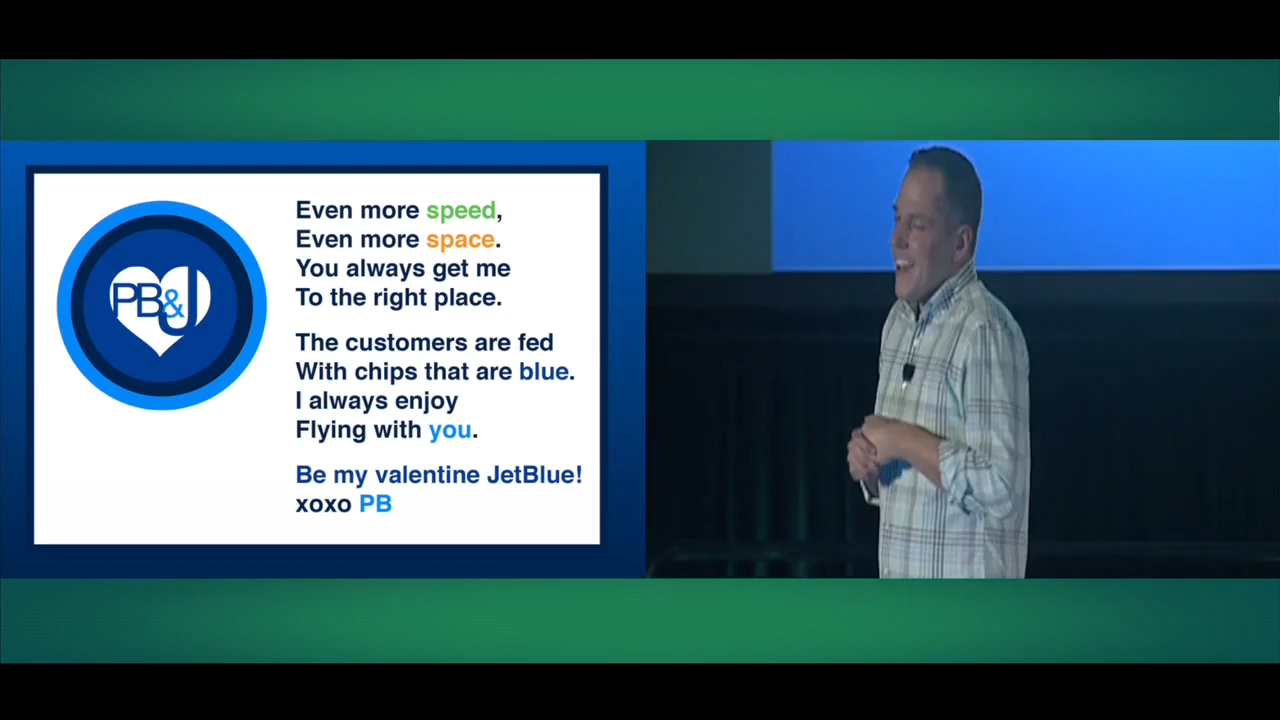 PB&J
Even more speed,
Even more space.
You always get me
To the right place.
The customers are fed
With chips that are blue.
I always enjoy
Flying with you.
Be my valentine JetBlue!
xoxo PB